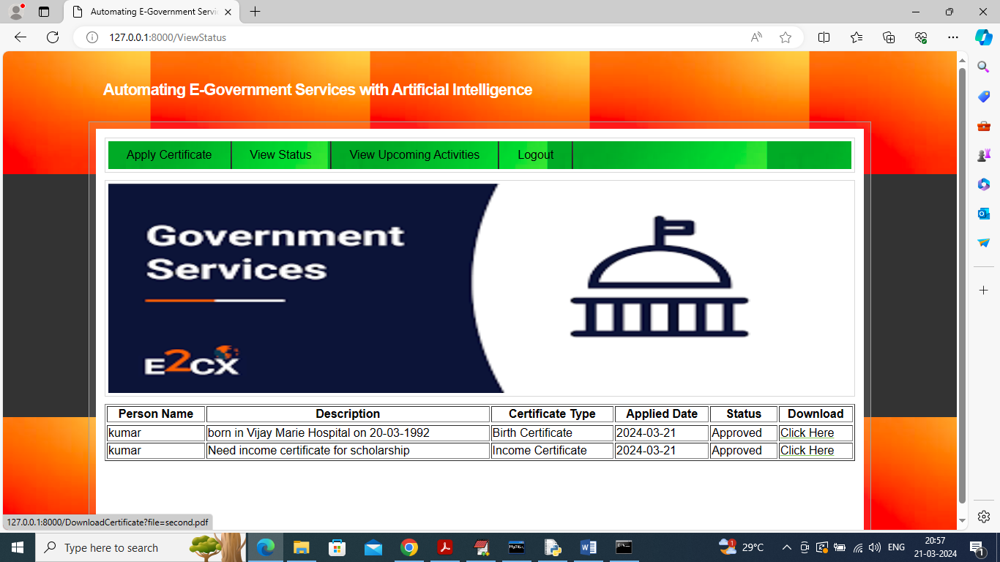 Automating E-Government Servic
127.0.0.1:8000/ViewStatus
Automating E-Government Services with Artificial Intelligence
Apply Certificate View Status View Upcoming Activities Logout
Government
Services
E2CX
Person Name Description Certificate Type Applied Date Status Download
kumar born in Vijay Marie Hospital on 20-03-1992 Birth Certificate 2024-03-21 Approved Click Here
kumar Need income certificate for scholarship Income Certificate 2024-03-21 Approved Click Here
127.0.0.1:8000/DownloadCertificate?file=second.pdf
Type here to search
29°C
ENG
20:57
21-03-2024